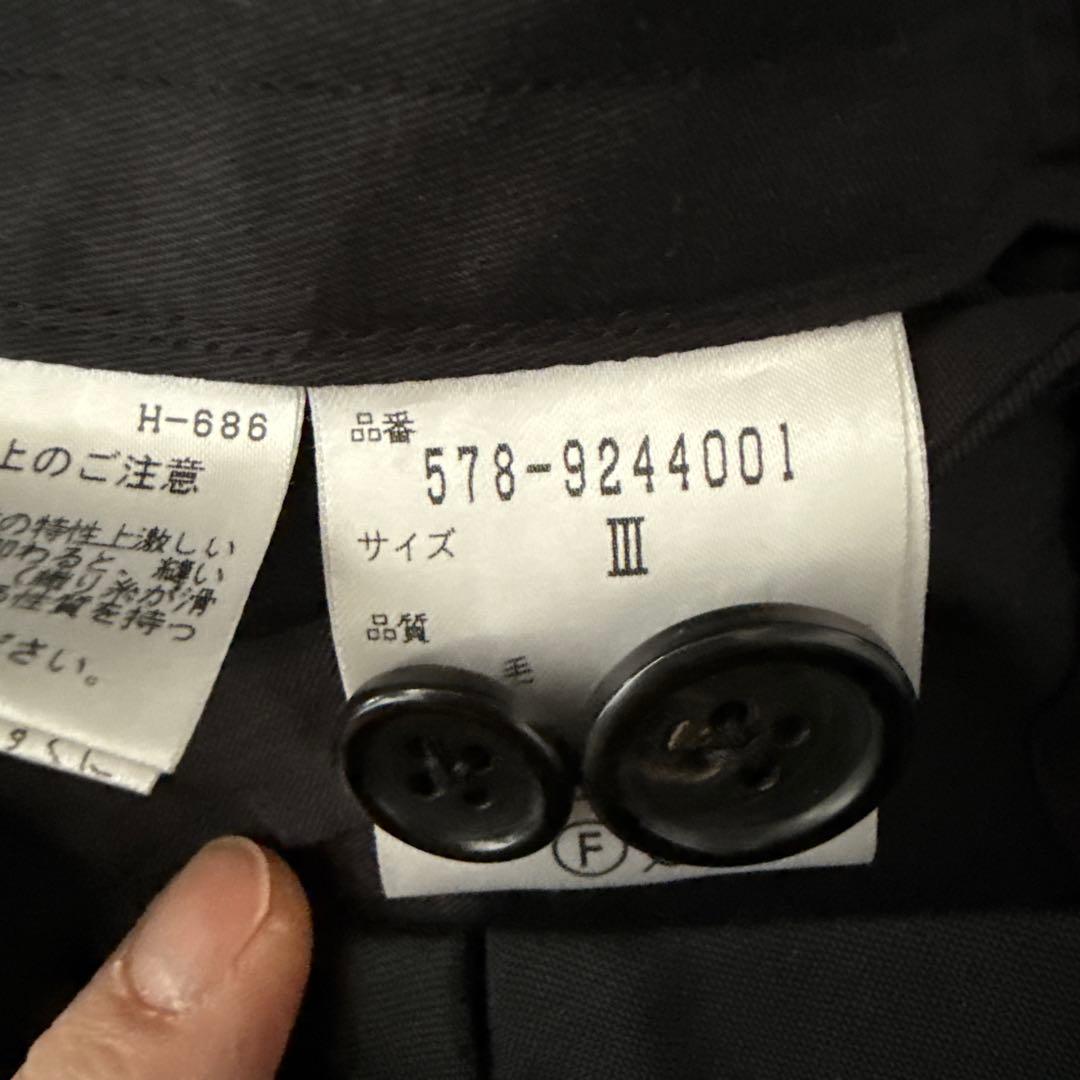 H-686
上のご注意
の特性上激しい
加わると、縫い
(縫り糸が滑
る性質を持つ
ださい。
品番
578-9244001
サイズ
III
品質
毛
F